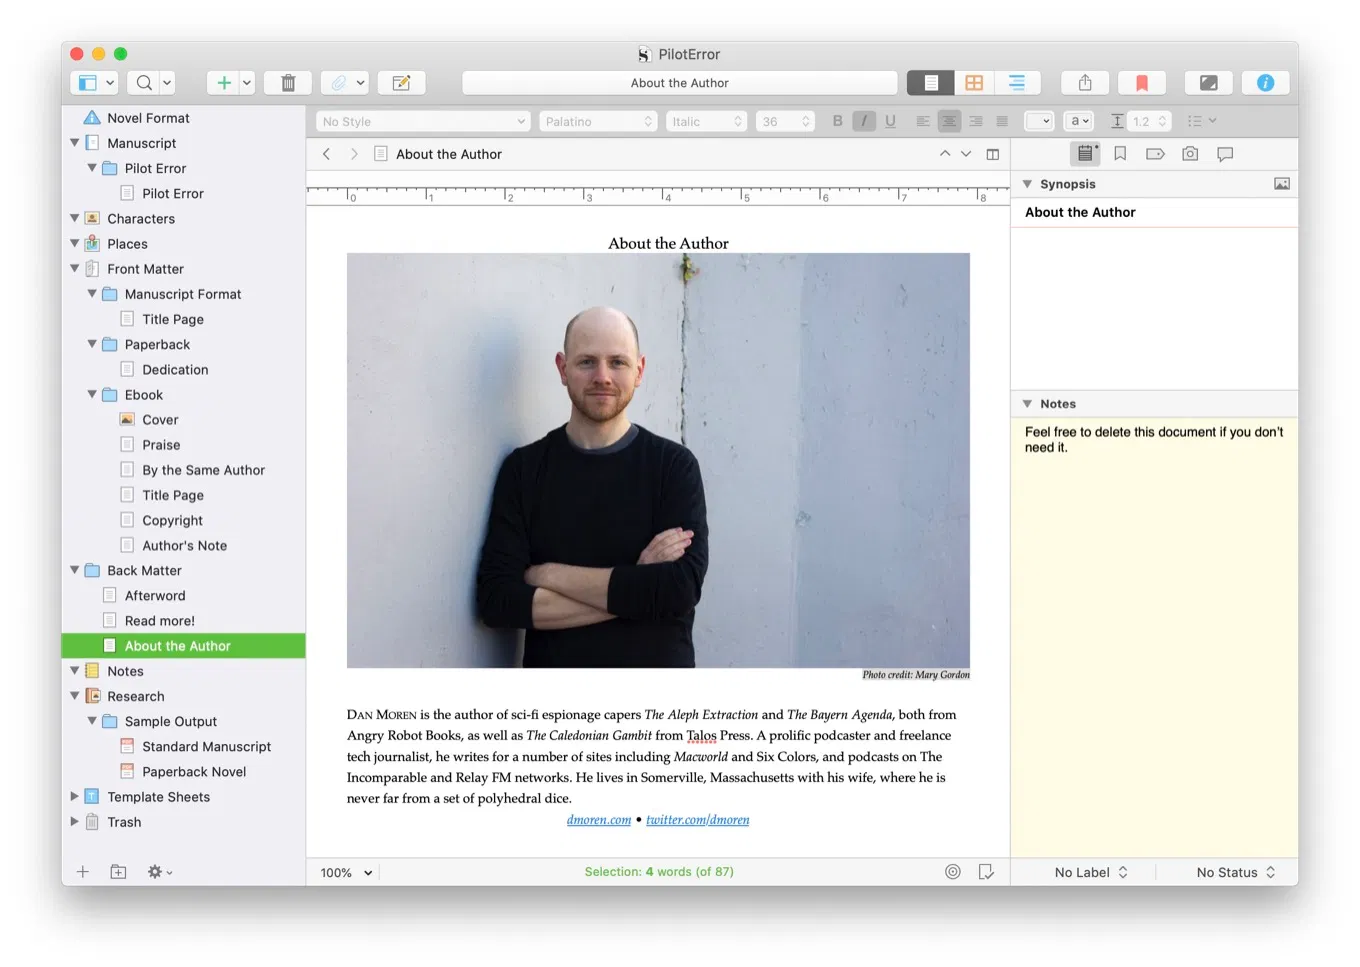 PilotError
About the Author
No Style
Palatino
Italic
36
B
I
U
a
1.2
Novel Format
Manuscript
Pilot Error
Pilot Error
Characters
Places
Front Matter
Manuscript Format
Title Page
Paperback
Dedication
Ebook
Cover
Praise
By the Same Author
Title Page
Copyright
Author's Note
Back Matter
Afterword
Read more!
About the Author
Notes
Research
Sample Output
Standard Manuscript
Paperback Novel
Template Sheets
Trash
About the Author
0 1 2 3 4 5 6 7 8
About the Author
Photo credit: Mary Gordon
DAN MOREN is the author of sci-fi espionage capers The Aleph Extraction and The Bayern Agenda, both from
Angry Robot Books, as well as The Caledonian Gambit from Talos Press. A prolific podcaster and freelance
tech journalist, he writes for a number of sites including Macworld and Six Colors, and podcasts on The
Incomparable and Relay FM networks. He lives in Somerville, Massachusetts with his wife, where he is
never far from a set of polyhedral dice.
dmoren.com • twitter.com/dmoren
100%
Selection: 4 words (of 87)
Synopsis
About the Author
Notes
Feel free to delete this document if you don't
need it.
No Label
No Status